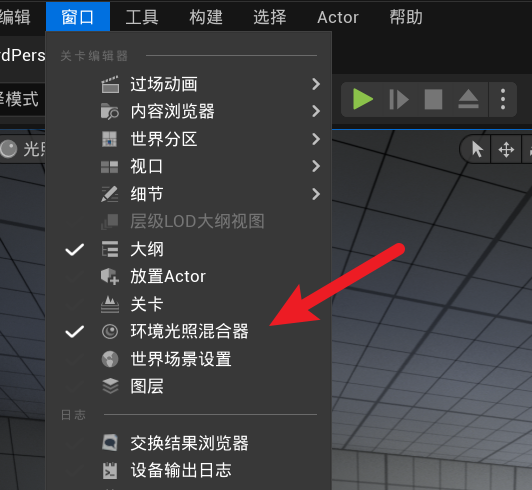 编辑 窗口 工具 构建 选择 Actor 帮助
rdPers
关卡编辑器
过场动画
择模式
内容浏览器
世界分区
光照
视口
细节
层级LOD大纲视图
大纲
放置Actor
关卡
环境光照混合器
世界场景设置
图层
日志
交换结果浏览器
设备输出日志